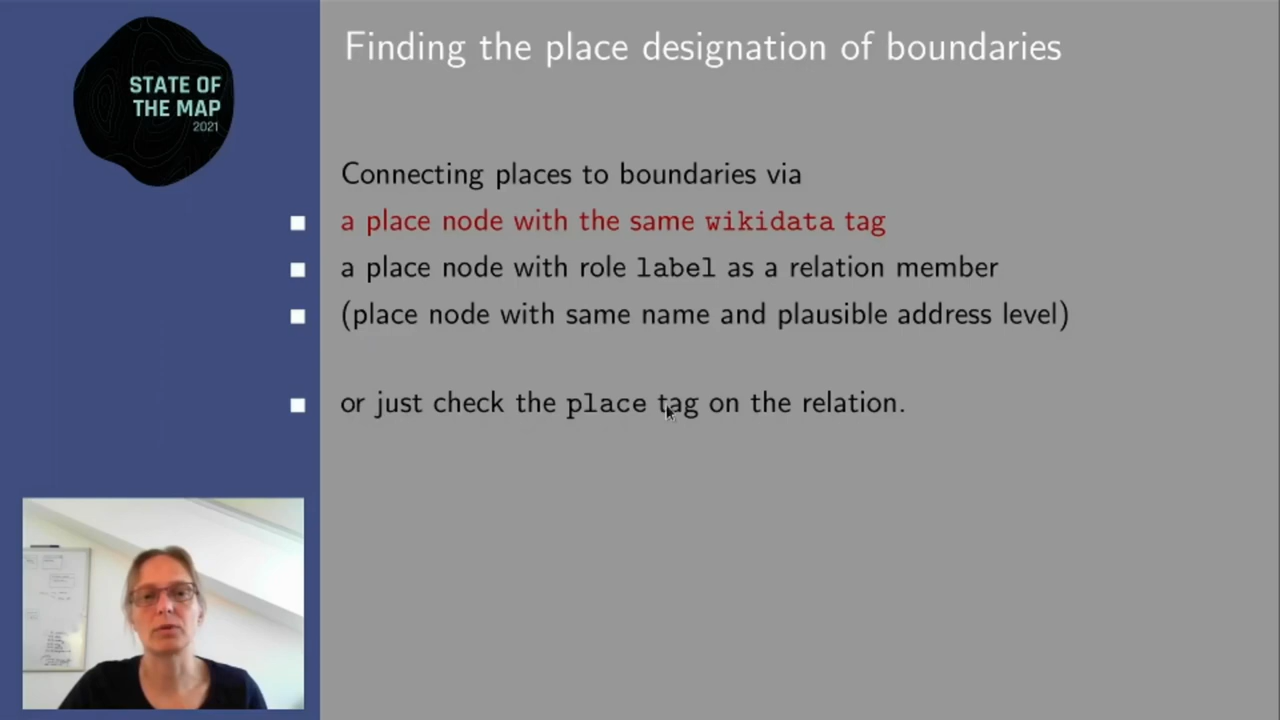 STATE OF
THE MAP
2021
Finding the place designation of boundaries
Connecting places to boundaries via
a place node with the same wikidata tag
a place node with role label as a relation member
(place node with same name and plausible address level)
or just check the place tag on the relation.